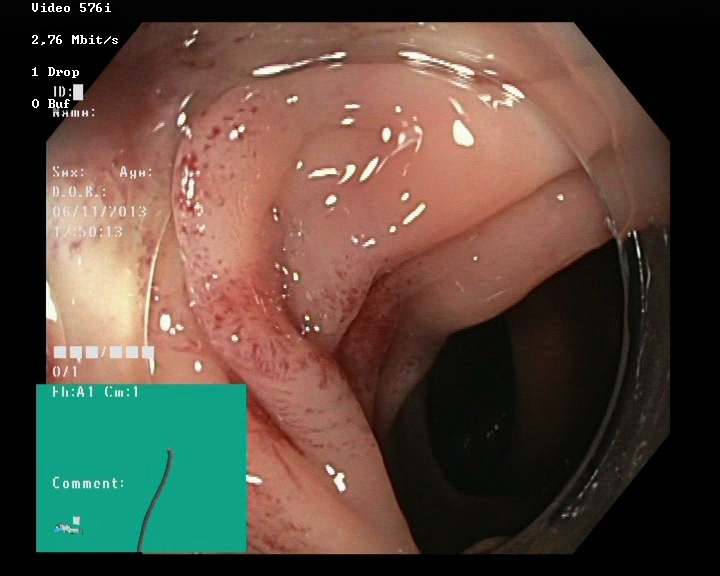 Video 576i
2,76 Mbit/s
1 Drop
ID:
0 Buf
Name:
Sex: Age:
D.O.B.:
06/11/2013
12:50:13
0/1
Eh:A1 Cm:1
Comment: